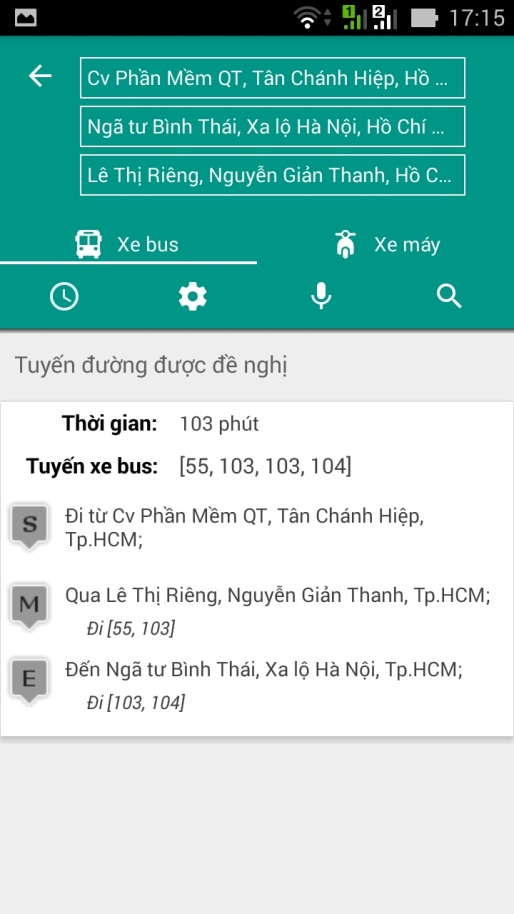 1 2 17:15
Cv Phần Mềm QT, Tân Chánh Hiệp, Hồ ...
Ngã tư Bình Thái, Xa lộ Hà Nội, Hồ Chí ...
Lê Thị Riêng, Nguyễn Giản Thanh, Hồ C...
Xe bus Xe máy
Tuyến đường được đề nghị
Thời gian: 103 phút
Tuyến xe bus: [55, 103, 103, 104]
S Đi từ Cv Phần Mềm QT, Tân Chánh Hiệp,
Tp.HCM;
M Qua Lê Thị Riêng, Nguyễn Giản Thanh, Tp.HCM;
Đi [55, 103]
E Đến Ngã tư Bình Thái, Xa lộ Hà Nội, Tp.HCM;
Đi [103, 104]